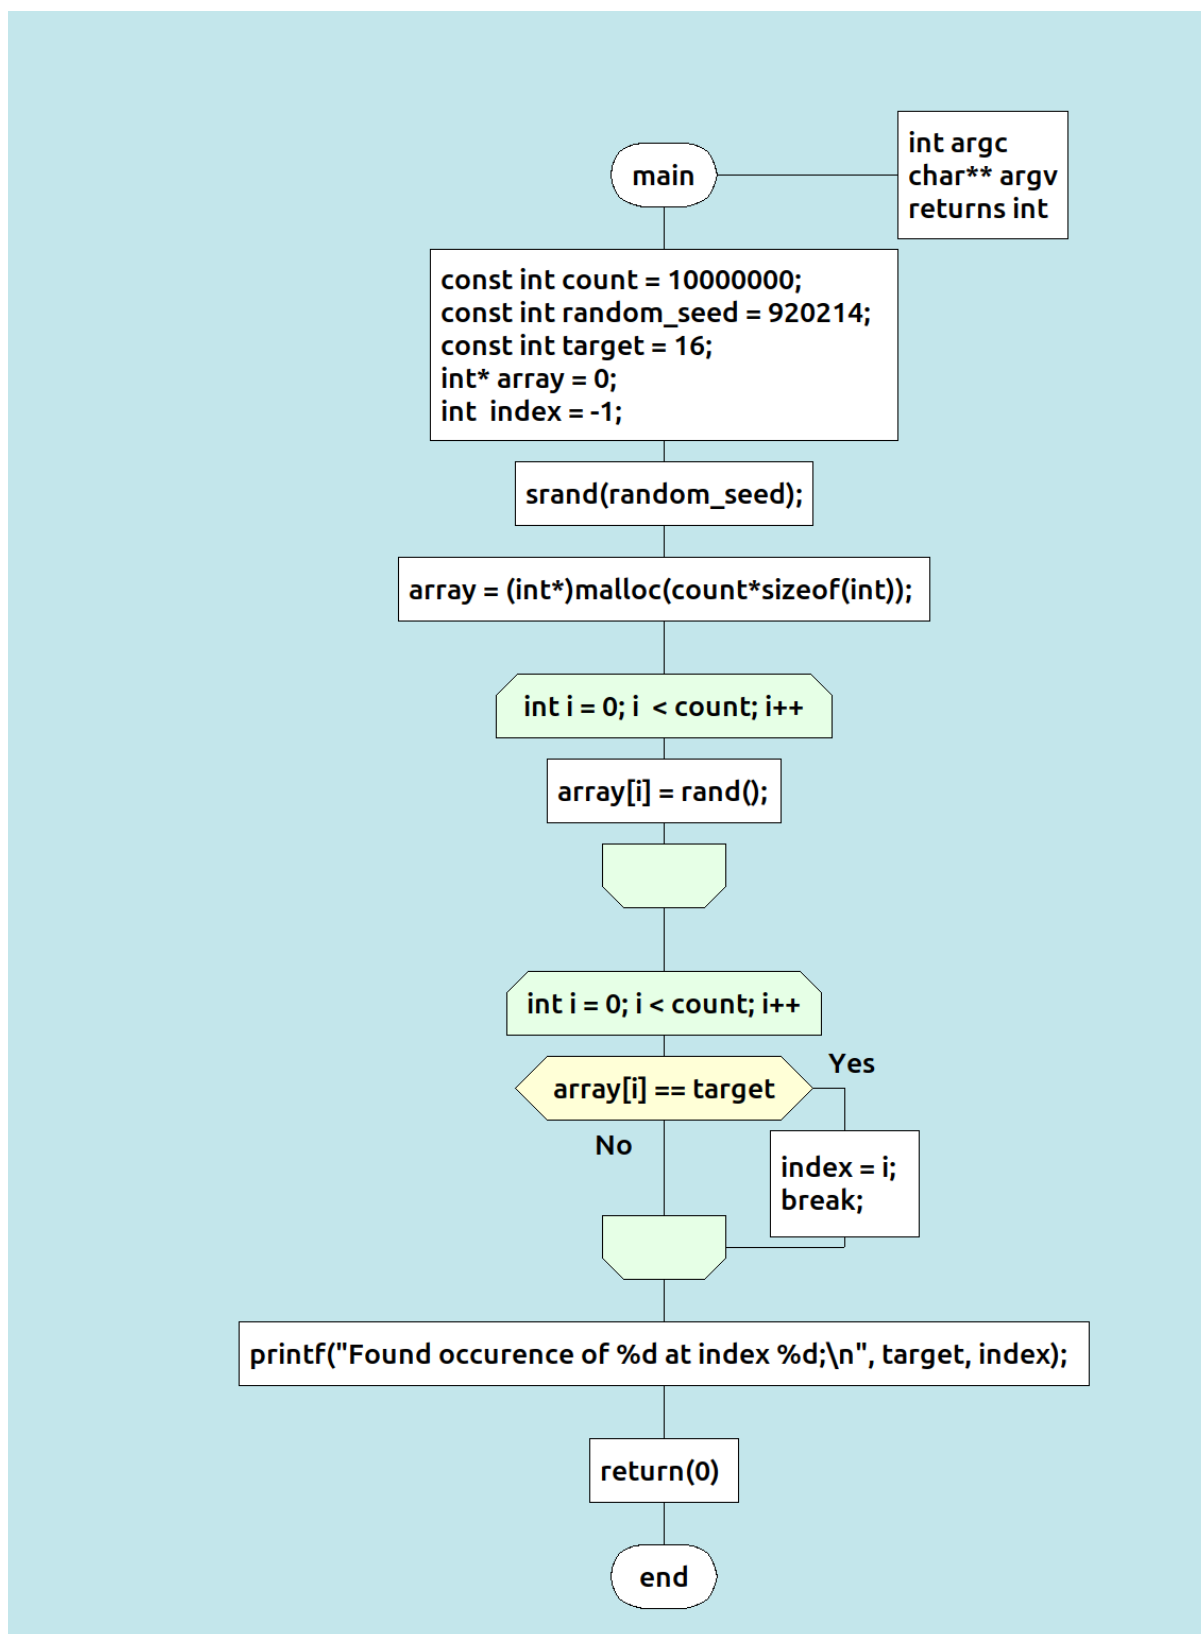 main
int argc
char** argv
returns int
const int count = 10000000;
const int random_seed = 920214;
const int target = 16;
int* array = 0;
int  index = -1;
srand(random_seed);
array = (int*)malloc(count*sizeof(int));
int i = 0; i  < count; i++
array[i] = rand();
int i = 0; i < count; i++
array[i] == target
Yes
No
index = i;
break;
printf("Found occurence of %d at index %d;\n", target, index);
return(0)
end